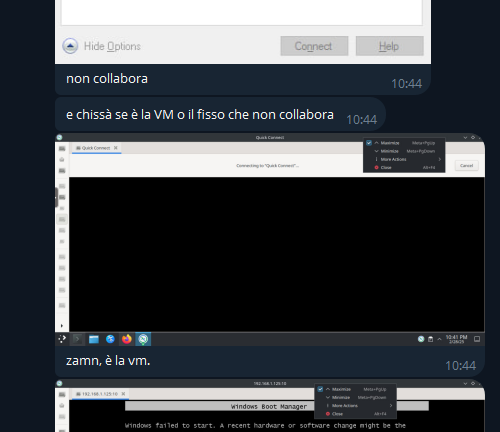 Hide Options
Connect
Help
non collabora
10:44
e chissà se è la VM o il fisso che non collabora
10:44
Quick Connect
Quick Connect
Maximize Meta+PgUp
Minimize Meta+PgDown
More Actions
Close Alt+F4
Connecting to "Quick Connect"...
Cancel
10:41 PM
zamn, è la vm.
10:44
192.168.1.129:10
192.168.1.129:10
Maximize Meta+PgUp
Minimize Meta+PgDown
More Actions
Close Alt+F4
Windows Boot Manager
Windows failed to start. A recent hardware or software change might be the